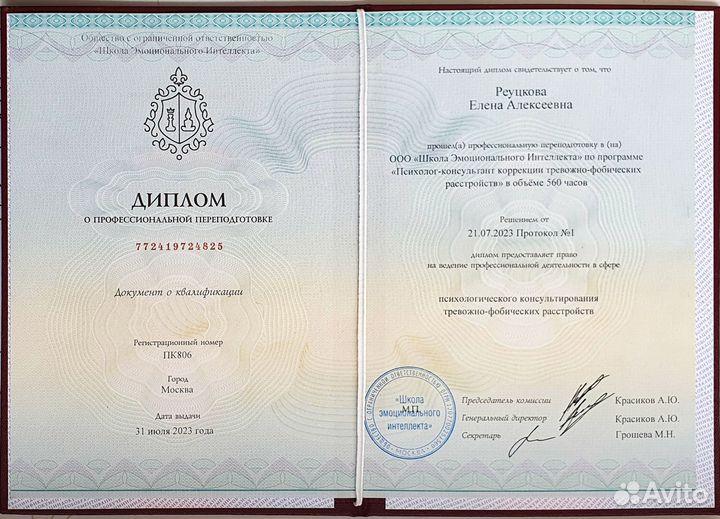 Общество с ограниченной ответственностью
«Школа Эмоционального Интеллекта»
ДИПЛОМ
О ПРОФЕССИОНАЛЬНОЙ ПЕРЕПОДГОТОВКЕ
772419724825
Документ о квалификации
Регистрационный номер
ПК806
Город
Москва
Дата выдачи
31 июля 2023 года
Настоящий диплом свидетельствует о том, что
Реуцкова
Елена Алексеевна
прошел(а) профессиональную переподготовку в (на)
ООО «Школа Эмоционального Интеллекта» по программе
«Психолог-консультант коррекции тревожно-фобических
расстройств» в объёме 560 часов
Решением от
21.07.2023 Протокол №1
диплом предоставляет право
на ведение профессиональной деятельности в сфере
психологического консультирования
тревожно-фобических расстройств
Председатель комиссии Красиков А.Ю.
Генеральный директор Красиков А.Ю.
Секретарь Грошева М.Н.
М.П.
«Школа
эмоционального
интеллекта»
ОБЩЕСТВО С ОГРАНИЧЕННОЙ ОТВЕТСТВЕННОСТЬЮ
МОСКВА
Avito